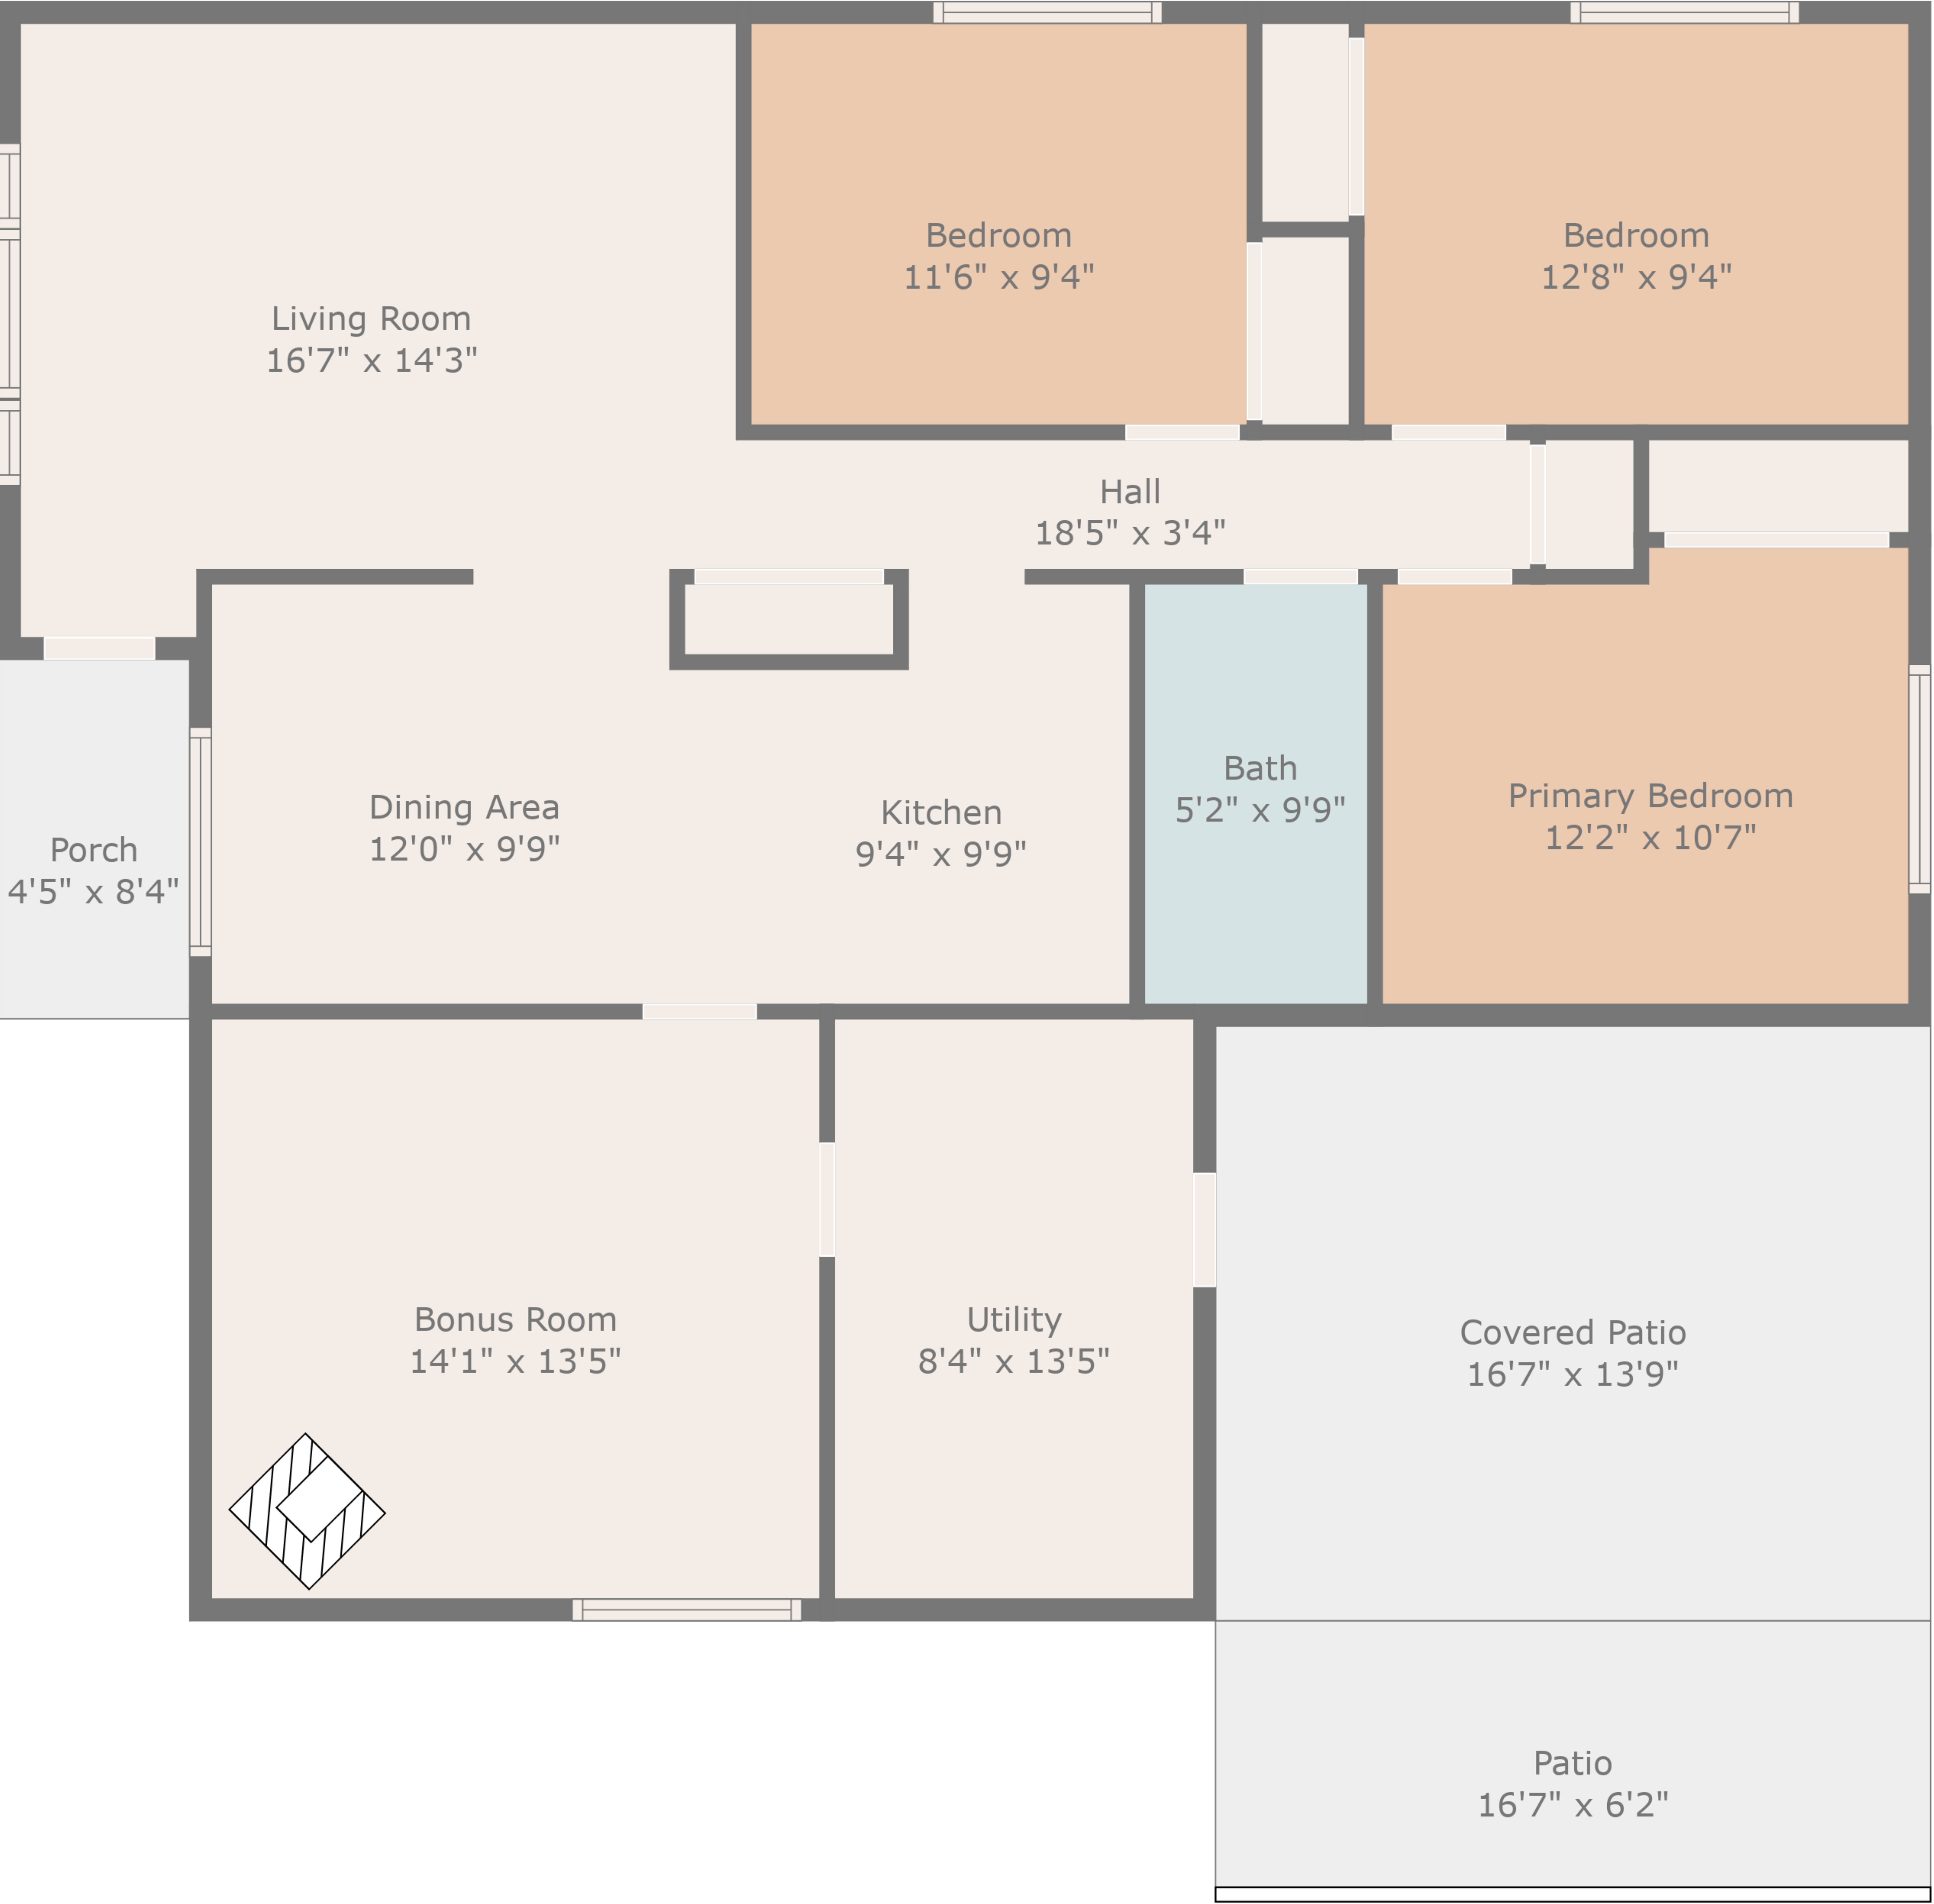 Bedroom
11'6" x 9'4"
Bedroom
12'8" x 9'4"
Living Room
16'7" x 14'3"
Hall
18'5" x 3'4"
Bath
5'2" x 9'9"
Primary Bedroom
12'2" x 10'7"
Dining Area
12'0" x 9'9"
Kitchen
9'4" x 9'9"
Porch
4'5" x 8'4"
Bonus Room
14'1" x 13'5"
Utility
8'4" x 13'5"
Covered Patio
16'7" x 13'9"
Patio
16'7" x 6'2"